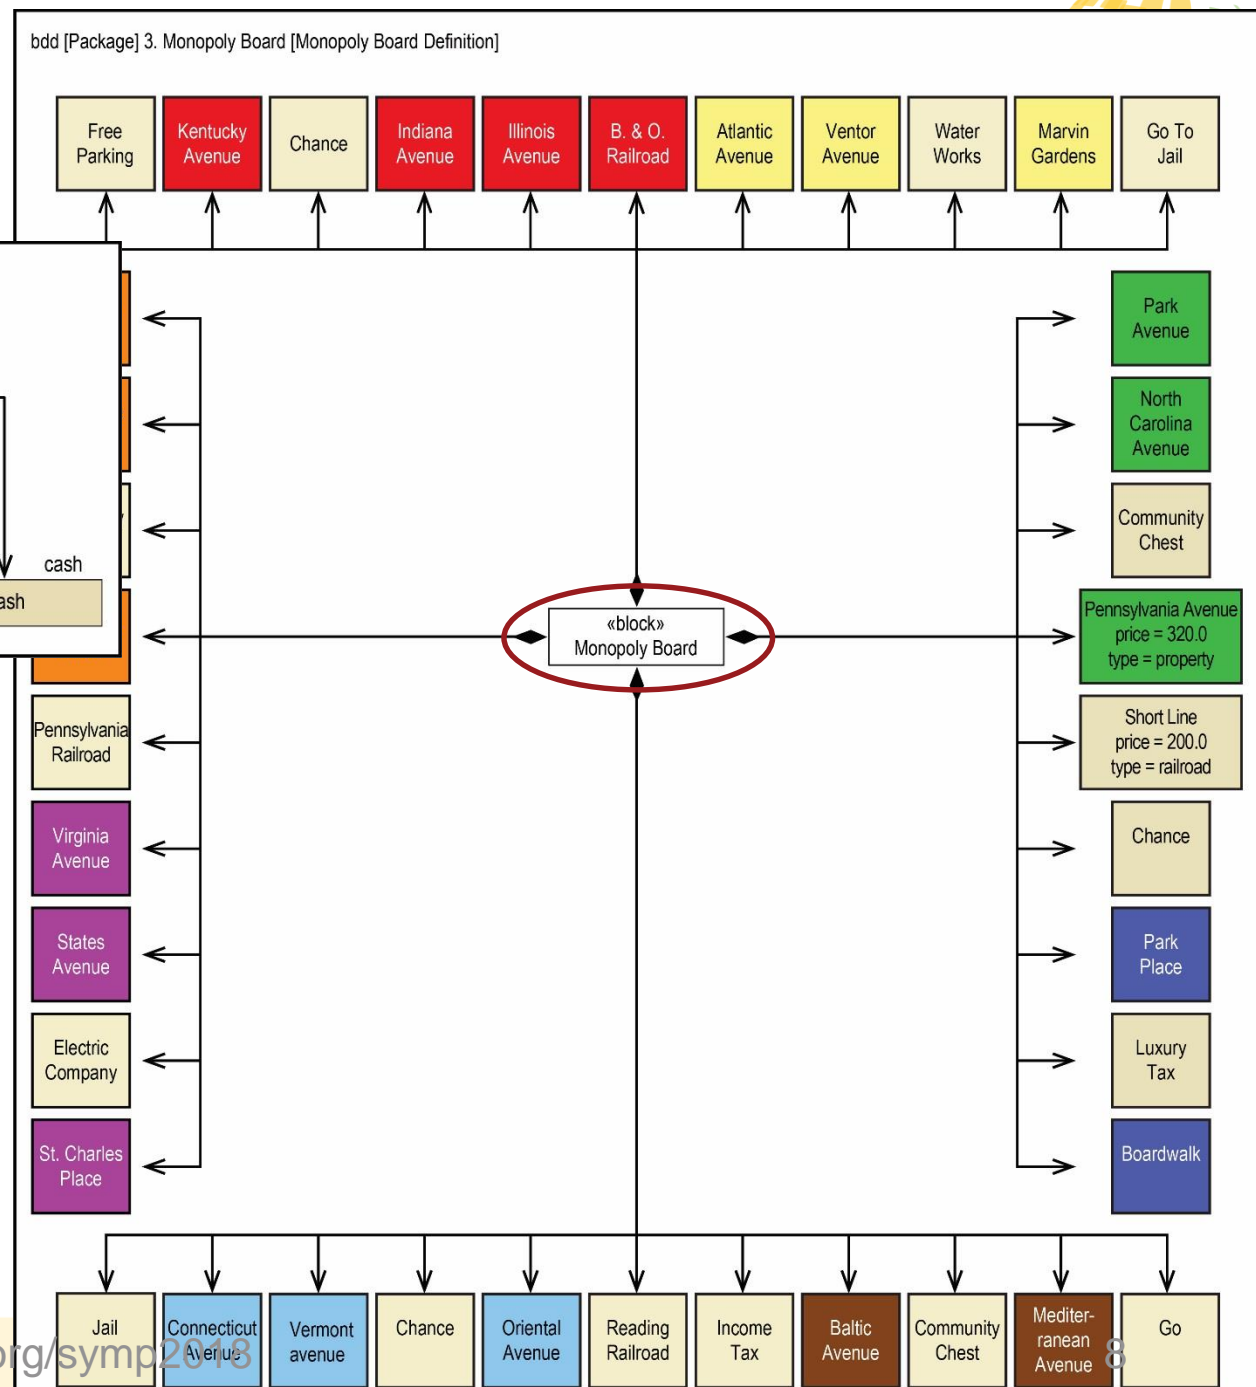 bdd [Package] 3. Monopoly Board [Monopoly Board Definition]
Free
Parking
Kentucky
Avenue
Chance
Indiana
Avenue
Illinois
Avenue
B. & O.
Railroad
Atlantic
Avenue
Ventor
Avenue
Water
Works
Marvin
Gardens
Go To
Jail
cash
Park
Avenue
North
Carolina
Avenue
Community
Chest
Pennsylvania Avenue
price = 320.0
type = property
Short Line
price = 200.0
type = railroad
Chance
Park
Place
Luxury
Tax
Boardwalk
«block»
Monopoly Board
Pennsylvania
Railroad
Virginia
Avenue
States
Avenue
Electric
Company
St. Charles
Place
Jail
Connecticut
Avenue
Vermont
avenue
Chance
Oriental
Avenue
Reading
Railroad
Income
Tax
Baltic
Avenue
Community
Chest
Mediter-
ranean
Avenue
Go
org/symp2018
8